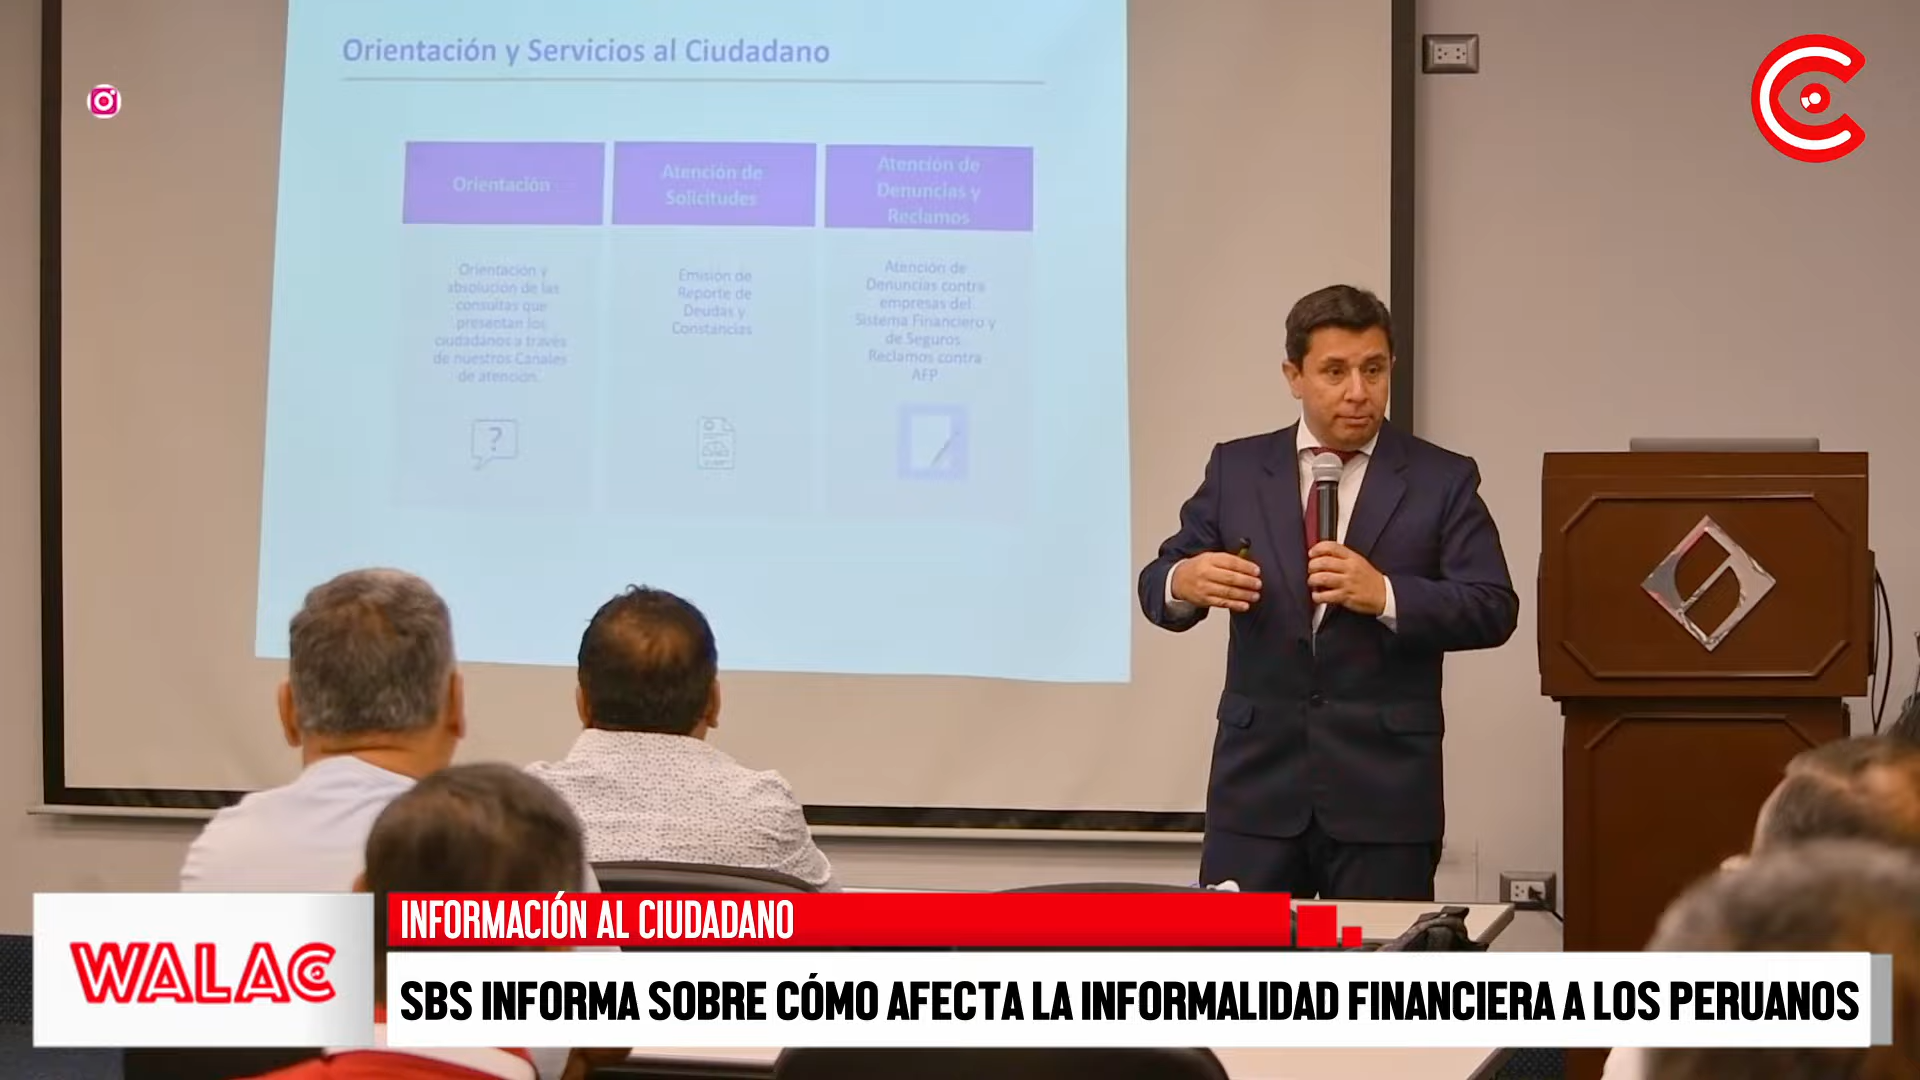 Orientación y Servicios al Ciudadano
Orientación
Atención de
Solicitudes
Atención de
Denuncias y
Reclamos
Orientación y
absolución de las
consultas que
presentan los
ciudadanos a través
de nuestros Canales
de atención.
Emisión de
Reporte de
Deudas y
Constancias
Atención de
Denuncias contra
empresas del
Sistema Financiero y
de Seguros.
Reclamos contra
AFP
?
WALAC
INFORMACIÓN AL CIUDADANO
SBS INFORMA SOBRE CÓMO AFECTA LA INFORMALIDAD FINANCIERA A LOS PERUANOS